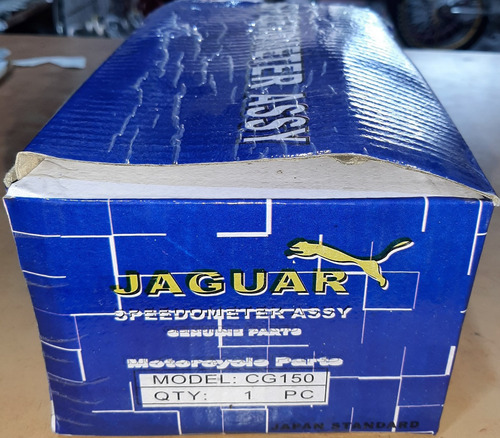 METER ASSY
JAGUAR
SPEEDOMETER ASSY
GENUINE PARTS
Motorcycle Parts
MODEL: CG150
QTY: 1 PC
JAPAN STANDARD